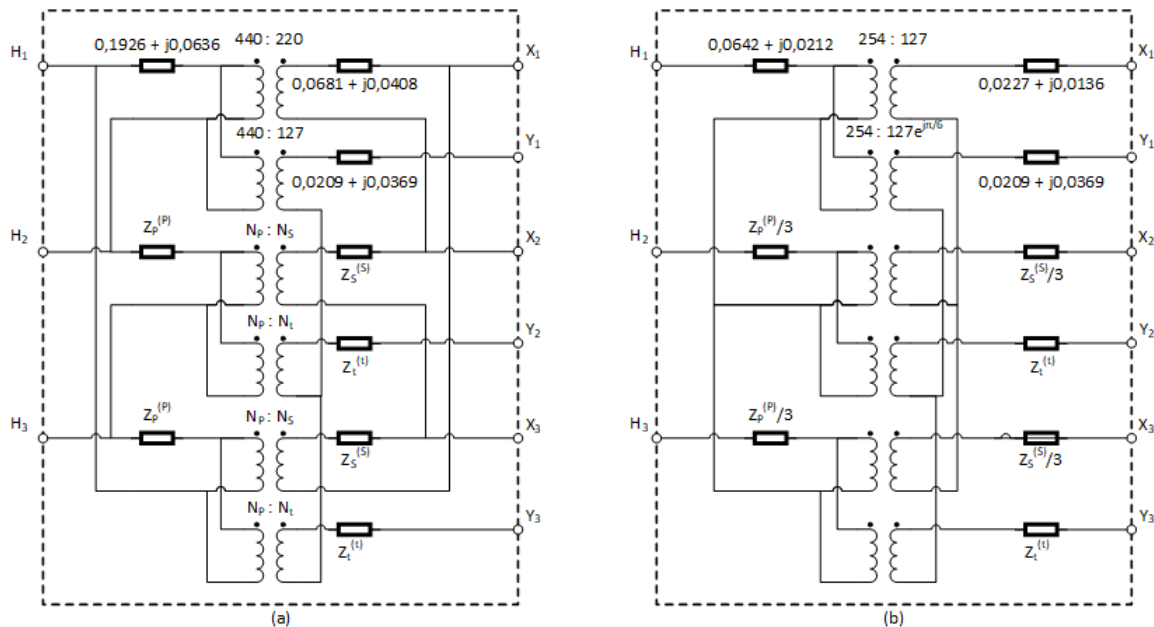 H1
0,1926 + j0,0636
440 : 220
X1
0,0681 + j0,0408
440 : 127
Y1
0,0209 + j0,0369
H2
ZP(P)
NP : NS
X2
ZS(S)
NP : Nt
Y2
Zt(t)
H3
ZP(P)
NP : NS
X3
ZS(S)
NP : Nt
Y3
Zt(t)
(a)
H1
0,0642 + j0,0212
254 : 127
X1
0,0227 + j0,0136
254 : 127ejπ/6
Y1
0,0209 + j0,0369
H2
ZP(P)/3
X2
ZS(S)/3
Y2
Zt(t)
H3
ZP(P)/3
X3
ZS(S)/3
Y3
Zt(t)
(b)